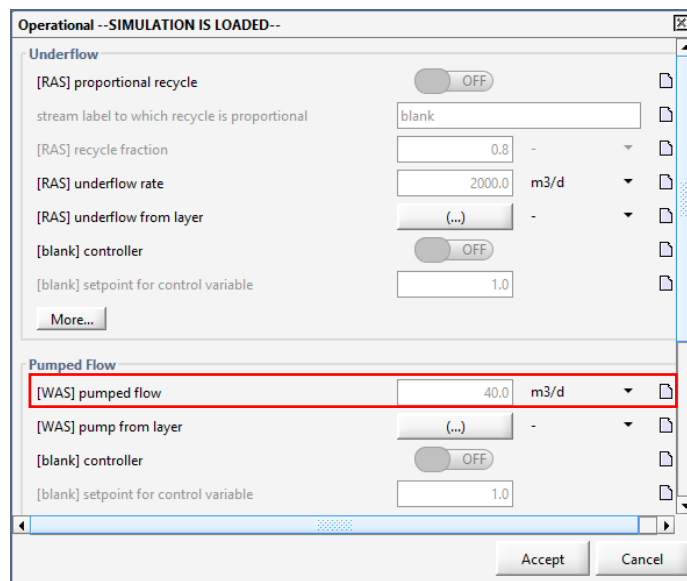 Operational --SIMULATION IS LOADED--
Underflow
[RAS] proportional recycle OFF
stream label to which recycle is proportional blank
[RAS] recycle fraction 0.8 -
[RAS] underflow rate 2000.0 m3/d
[RAS] underflow from layer (...) -
[blank] controller OFF
[blank] setpoint for control variable 1.0
More...
Pumped Flow
[WAS] pumped flow 40.0 m3/d
[WAS] pump from layer (...) -
[blank] controller OFF
[blank] setpoint for control variable 1.0
Accept Cancel